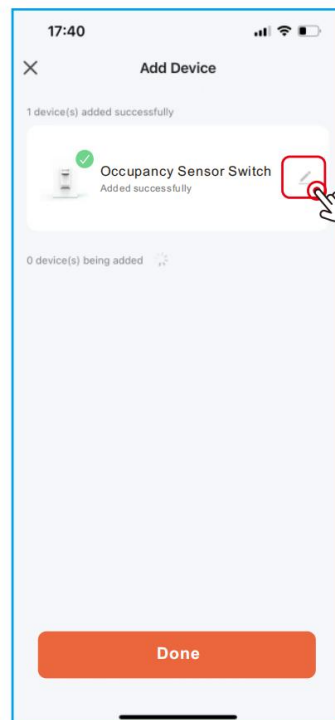 17:40
Add Device
1 device(s) added successfully
Occupancy Sensor Switch
Added successfully
0 device(s) being added
Done